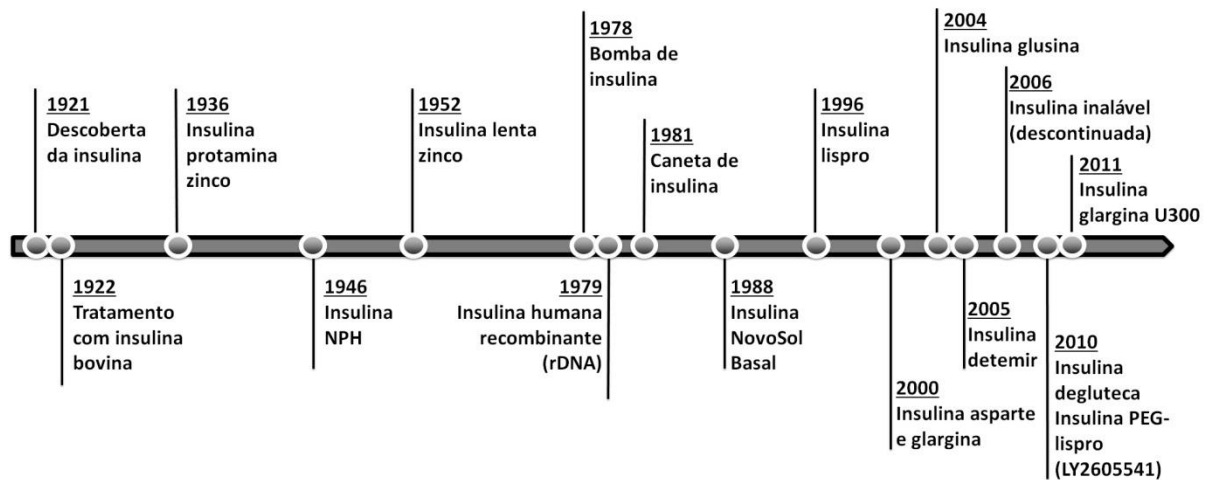 1921
Descoberta
da insulina
1922
Tratamento
com insulina
bovina
1936
Insulina
protamina
zinco
1946
Insulina
NPH
1952
Insulina lenta
zinco
1978
Bomba de
insulina
1979
Insulina humana
recombinante
(rDNA)
1981
Caneta de
insulina
1988
Insulina
NovoSol
Basal
1996
Insulina
lispro
2000
Insulina asparte
e glargina
2004
Insulina glusina
2005
Insulina
detemir
2006
Insulina inalável
(descontinuada)
2010
Insulina
degluteca
Insulina PEG-
lispro
(LY2605541)
2011
Insulina
glargina U300